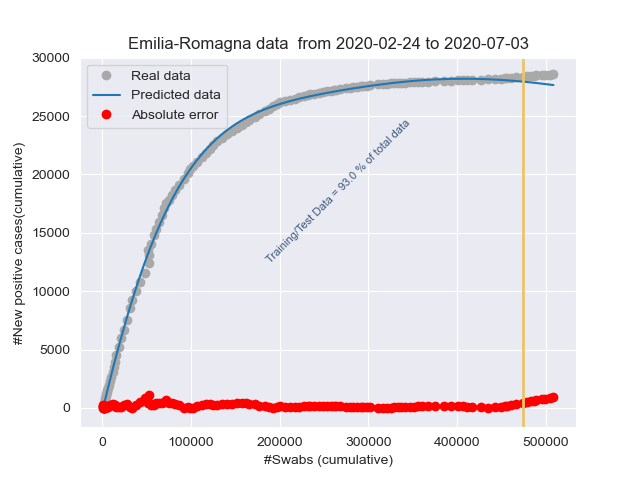 Emilia-Romagna data  from 2020-02-24 to 2020-07-03
30000
25000
20000
15000
10000
5000
0
#New positive cases(cumulative)
Real data
Predicted data
Absolute error
Training/Test Data = 93.0 % of total data
0
100000
200000
300000
400000
500000
#Swabs (cumulative)